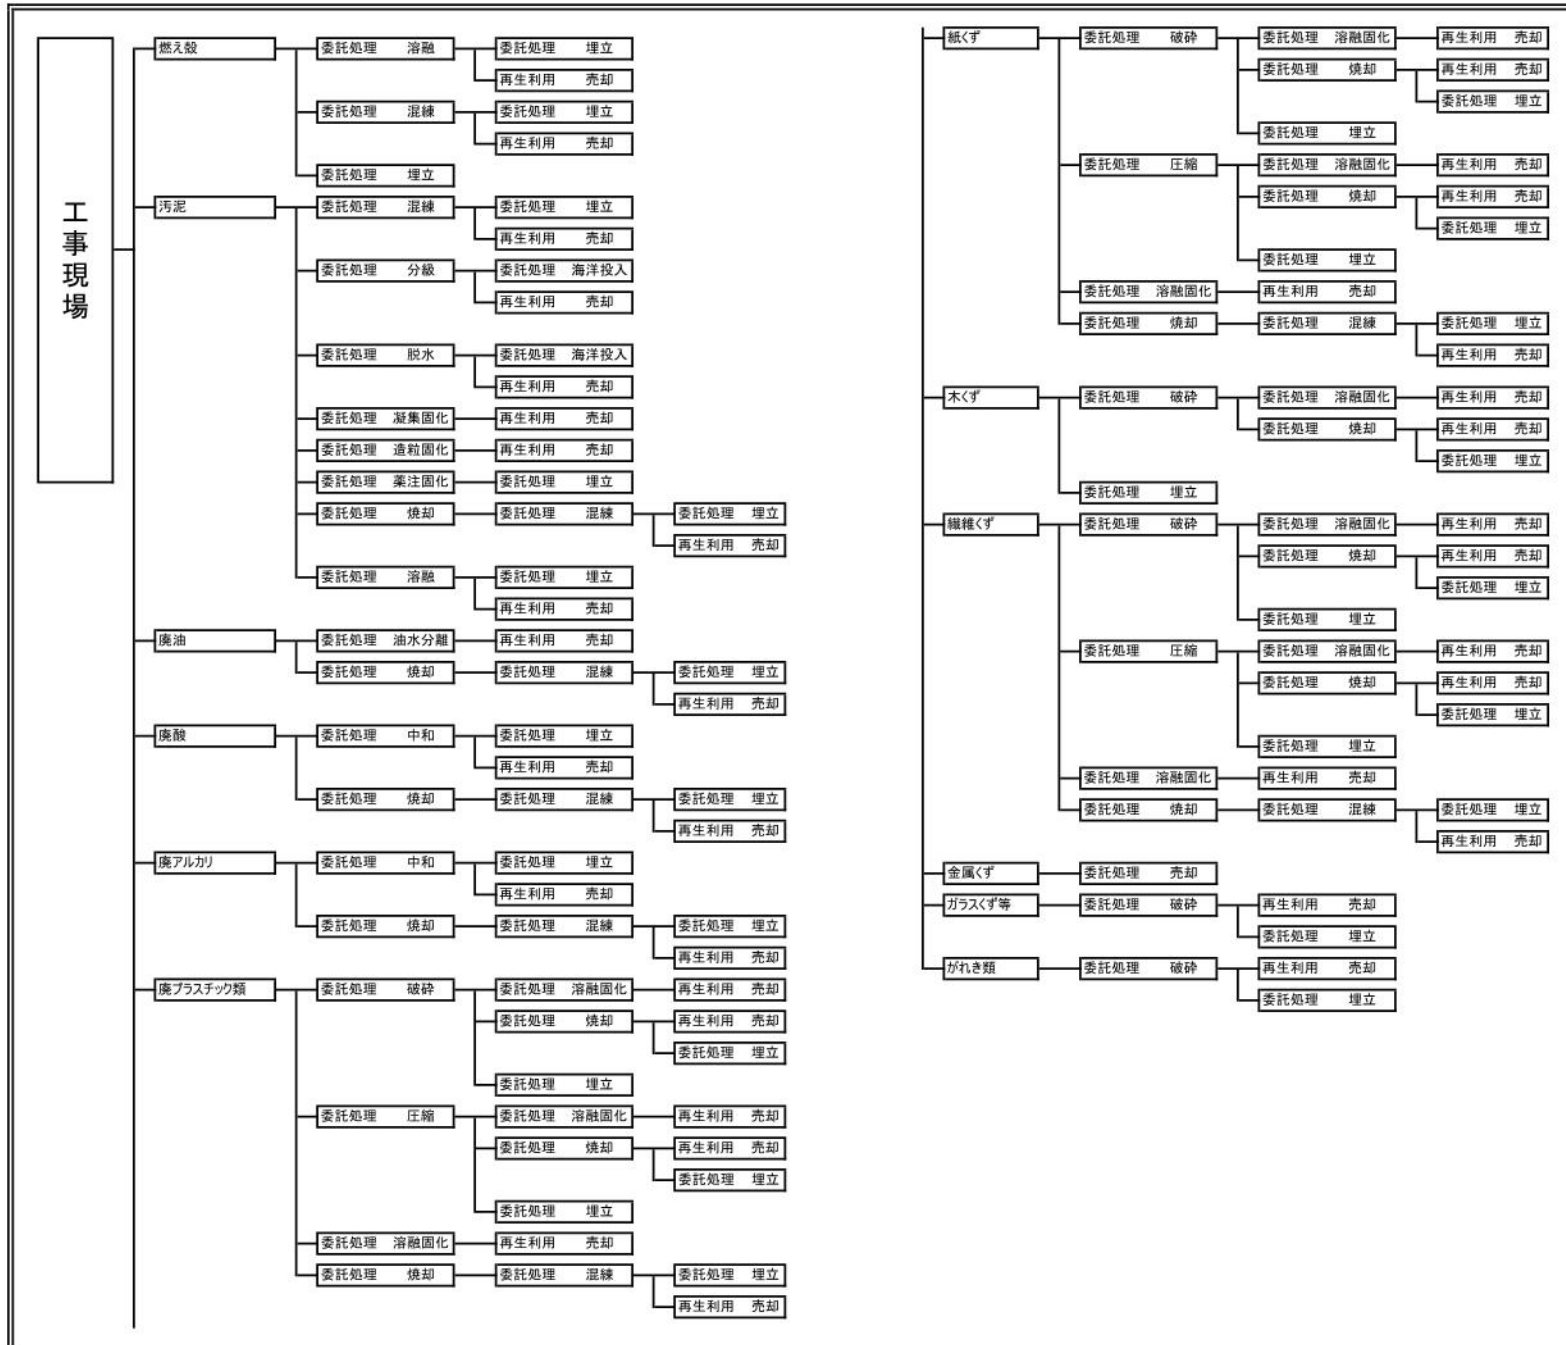 工事現場
燃え殻 委託処理 溶融 委託処理 埋立
再生利用 売却
委託処理 混練 委託処理 埋立
再生利用 売却
委託処理 埋立
汚泥 委託処理 混練 委託処理 埋立
再生利用 売却
委託処理 分級 委託処理 海洋投入
再生利用 売却
委託処理 脱水 委託処理 海洋投入
再生利用 売却
委託処理 凝集固化 再生利用 売却
委託処理 造粒固化 再生利用 売却
委託処理 薬注固化 委託処理 埋立
委託処理 焼却 委託処理 混練 委託処理 埋立
再生利用 売却
委託処理 溶融 委託処理 埋立
再生利用 売却
廃油 委託処理 油水分離 再生利用 売却
委託処理 焼却 委託処理 混練 委託処理 埋立
再生利用 売却
廃酸 委託処理 中和 委託処理 埋立
再生利用 売却
委託処理 焼却 委託処理 混練 委託処理 埋立
再生利用 売却
廃アルカリ 委託処理 中和 委託処理 埋立
再生利用 売却
委託処理 焼却 委託処理 混練 委託処理 埋立
再生利用 売却
廃プラスチック類 委託処理 破砕 委託処理 溶融固化 再生利用 売却
委託処理 焼却 再生利用 売却
委託処理 埋立
委託処理 埋立
委託処理 圧縮 委託処理 溶融固化 再生利用 売却
委託処理 焼却 再生利用 売却
委託処理 埋立
委託処理 埋立
委託処理 溶融固化 再生利用 売却
委託処理 焼却 委託処理 混練 委託処理 埋立
再生利用 売却
紙くず 委託処理 破砕 委託処理 溶融固化 再生利用 売却
委託処理 焼却 再生利用 売却
委託処理 埋立
委託処理 埋立
委託処理 圧縮 委託処理 溶融固化 再生利用 売却
委託処理 焼却 再生利用 売却
委託処理 埋立
委託処理 埋立
委託処理 溶融固化 再生利用 売却
委託処理 焼却 委託処理 混練 委託処理 埋立
再生利用 売却
木くず 委託処理 破砕 委託処理 溶融固化 再生利用 売却
委託処理 焼却 再生利用 売却
委託処理 埋立
委託処理 埋立
繊維くず 委託処理 破砕 委託処理 溶融固化 再生利用 売却
委託処理 焼却 再生利用 売却
委託処理 埋立
委託処理 埋立
委託処理 圧縮 委託処理 溶融固化 再生利用 売却
委託処理 焼却 再生利用 売却
委託処理 埋立
委託処理 埋立
委託処理 溶融固化 再生利用 売却
委託処理 焼却 委託処理 混練 委託処理 埋立
再生利用 売却
金属くず 委託処理 売却
ガラスくず等 委託処理 破砕 再生利用 売却
委託処理 埋立
がれき類 委託処理 破砕 再生利用 売却
委託処理 埋立